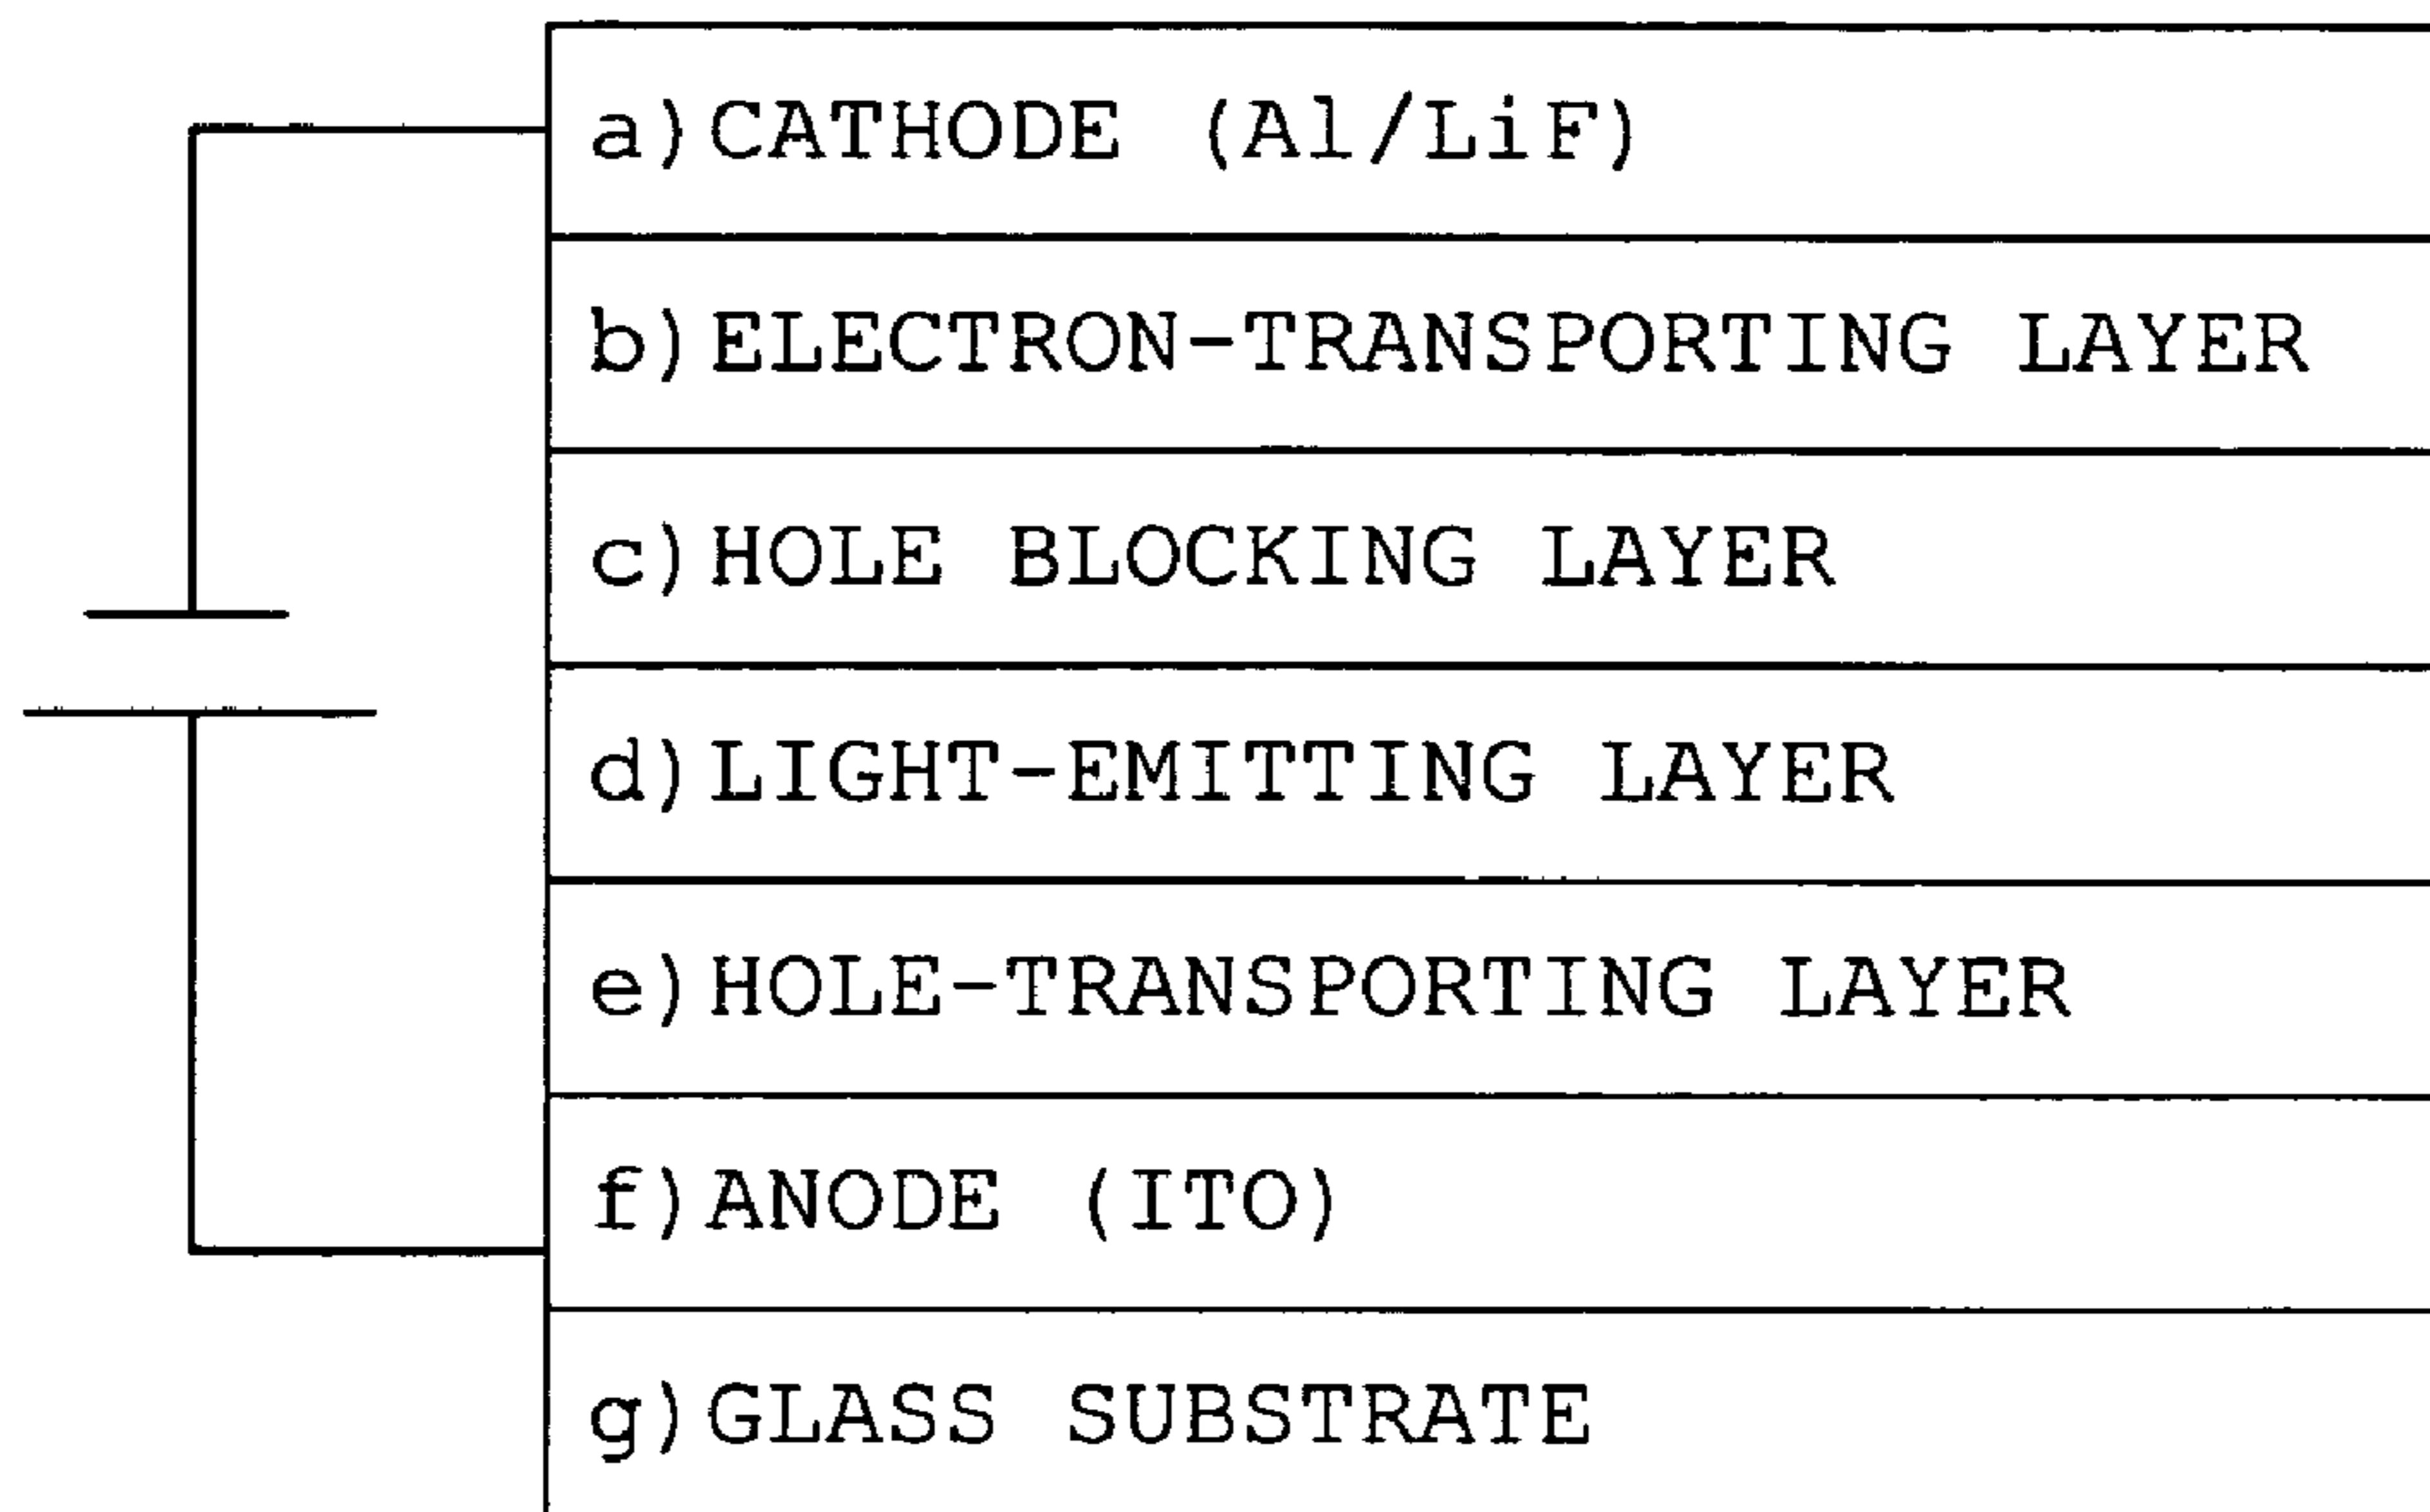 a)CATHODE (Al/LiF)
b)ELECTRON-TRANSPORTING LAYER
c)HOLE BLOCKING LAYER
d)LIGHT-EMITTING LAYER
e)HOLE-TRANSPORTING LAYER
f)ANODE (ITO)
g)GLASS SUBSTRATE